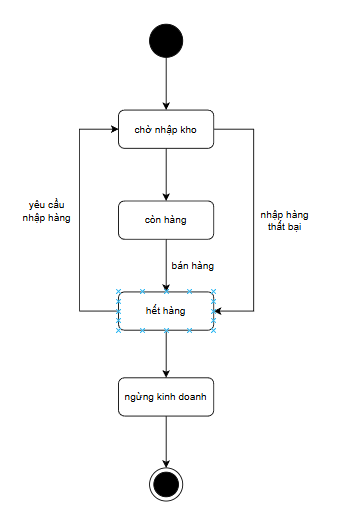 chờ nhập kho
yêu cầu
nhập hàng
còn hàng
nhập hàng
thất bại
bán hàng
hết hàng
ngừng kinh doanh